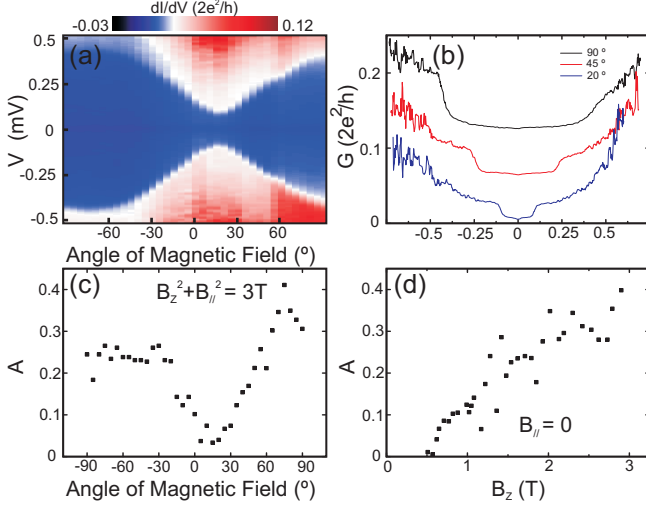 dI/dV (2e²/h)
-0.03 0.12
(a)
V (mV)
0.5
0.25
0
-0.25
-0.5
-60 -30 0 30 60
Angle of Magnetic Field (º)
(b)
90 º
45 º
20 º
G (2e²/h)
0.2
0.1
0
-0.5 -0.25 0 0.25 0.5
(c)
B_Z²+B_//²= 3T
A
0.4
0.3
0.2
0.1
0
-90 -60 -30 0 30 60 90
Angle of Magnetic Field (º)
(d)
B_// = 0
A
0.4
0.3
0.2
0.1
0
0 1 2 3
B_Z (T)